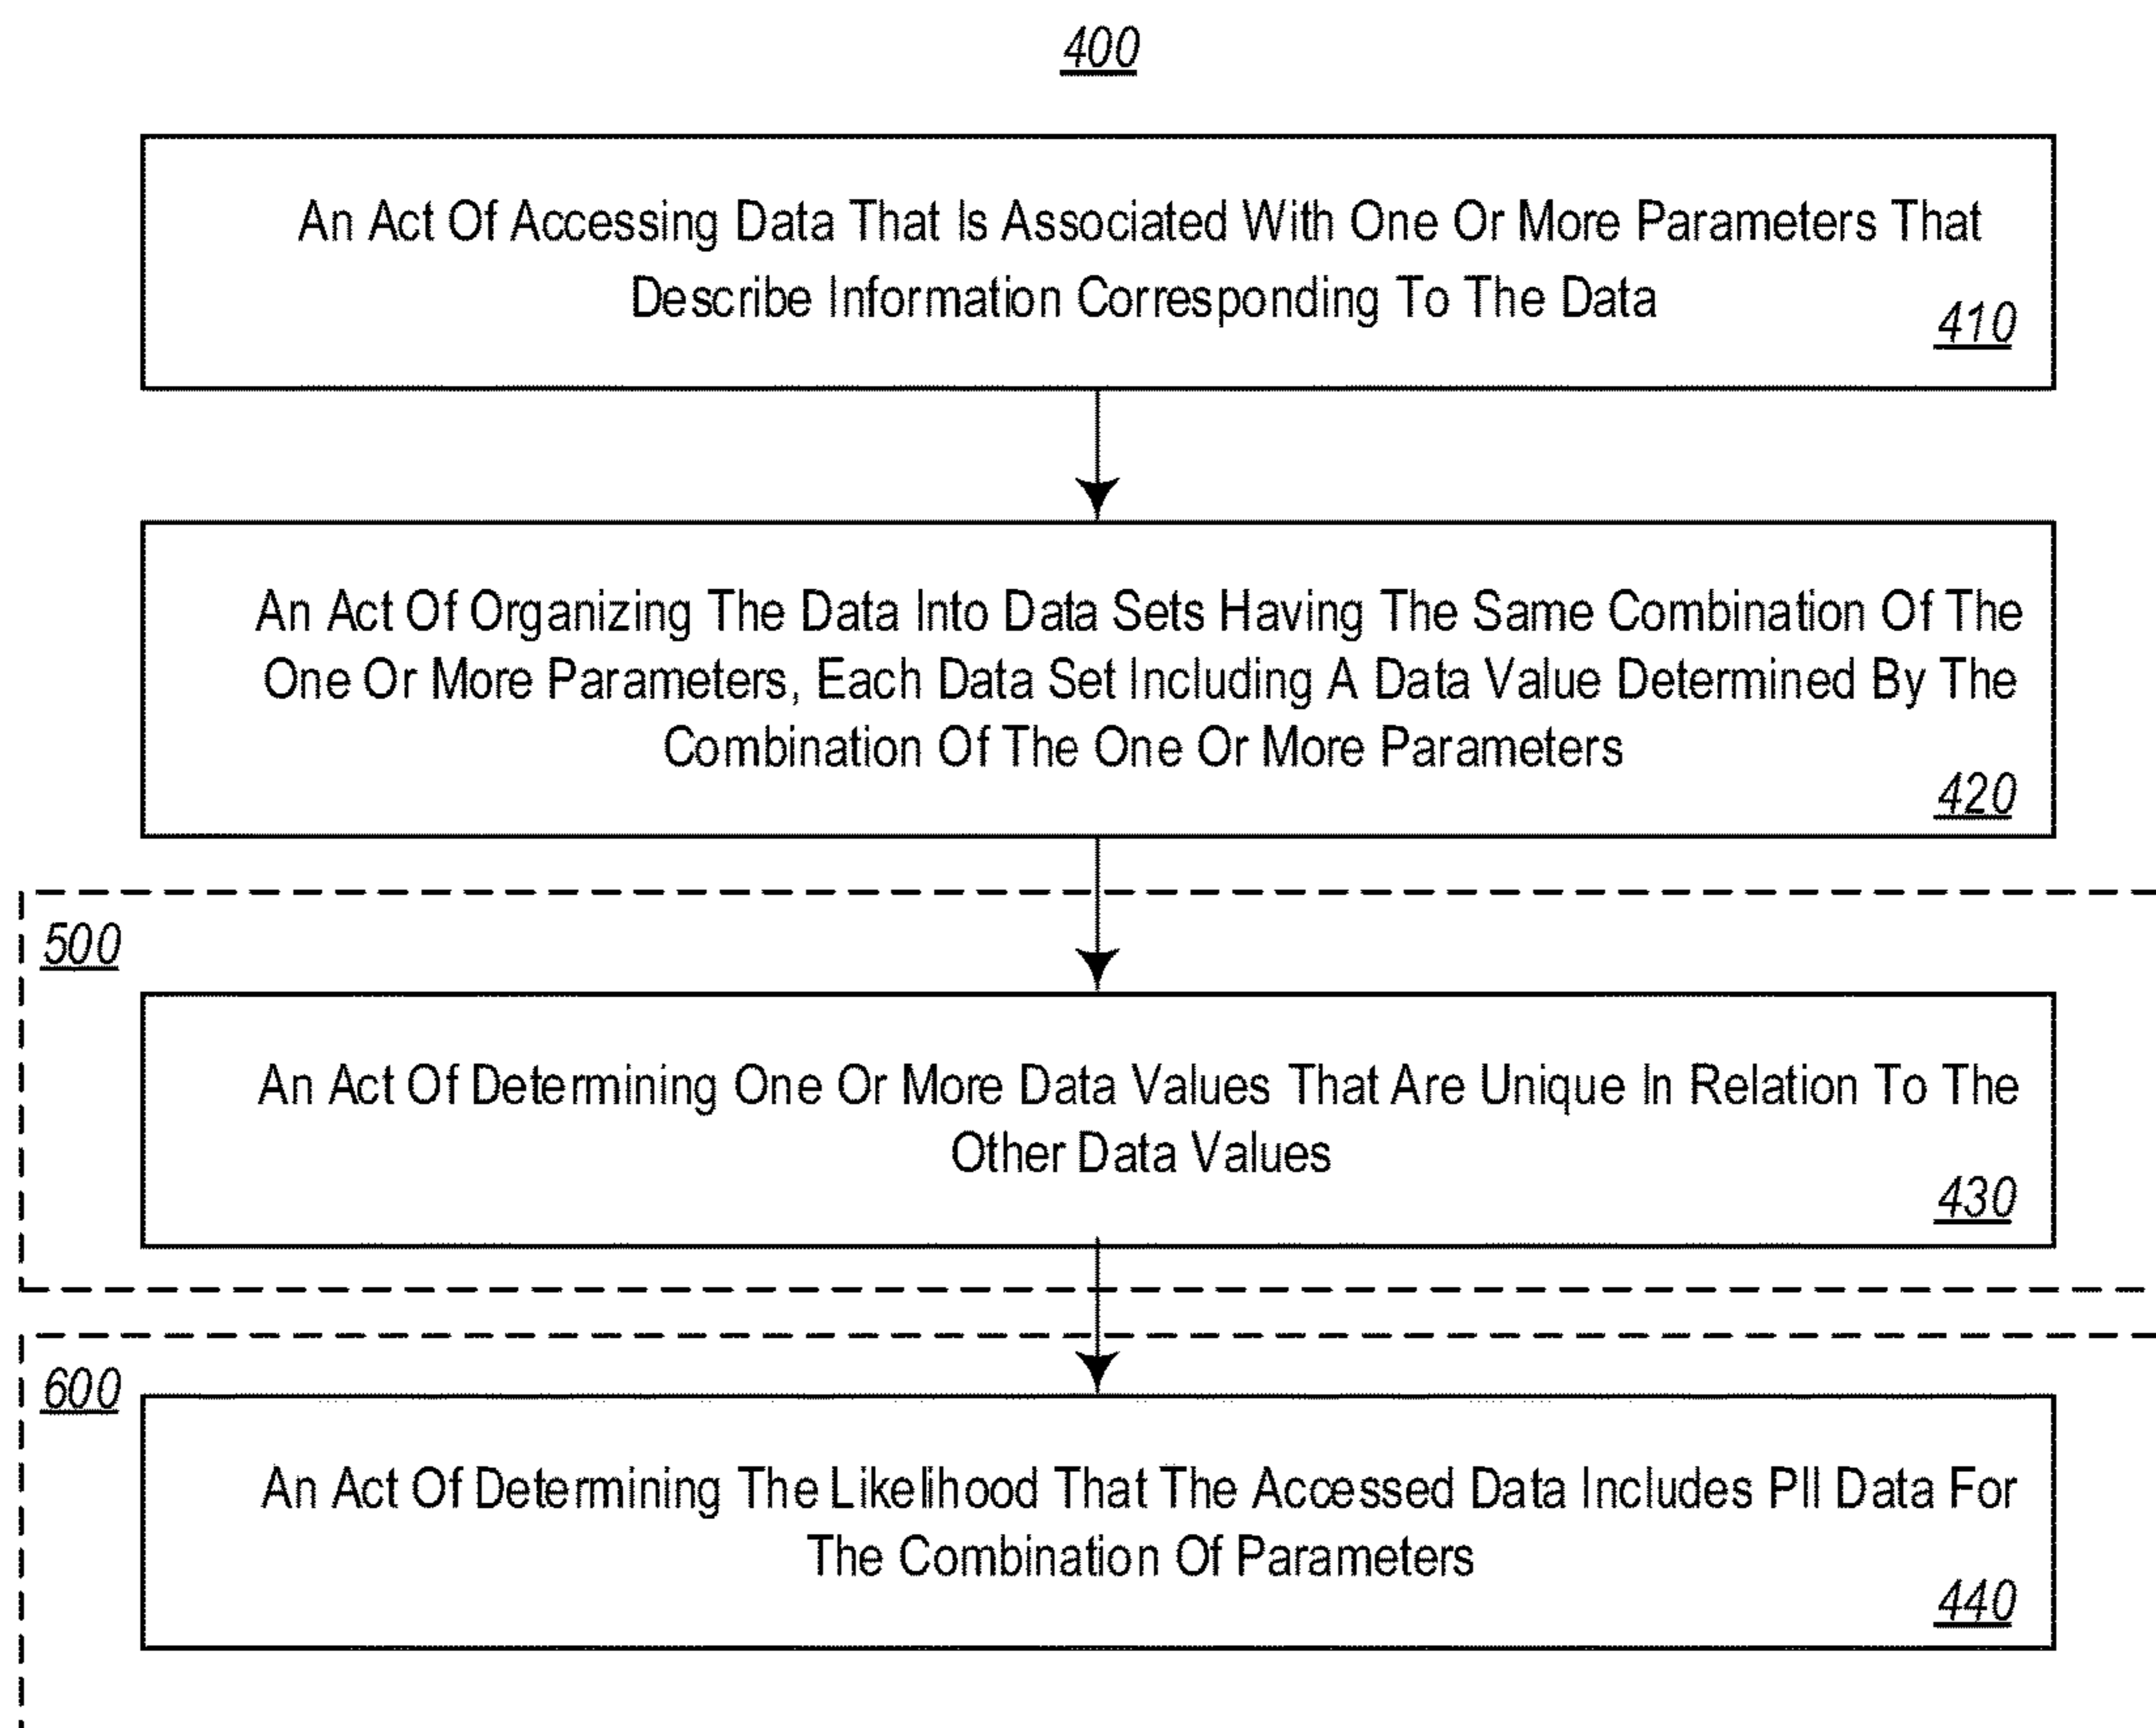 400
An Act Of Accessing Data That Is Associated With One Or More Parameters That
Describe Information Corresponding To The Data
410
An Act Of Organizing The Data Into Data Sets Having The Same Combination Of The
One Or More Parameters, Each Data Set Including A Data Value Determined By The
Combination Of The One Or More Parameters
420
500
An Act Of Determining One Or More Data Values That Are Unique In Relation To The
Other Data Values
430
600
An Act Of Determining The Likelihood That The Accessed Data Includes PII Data For
The Combination Of Parameters
440